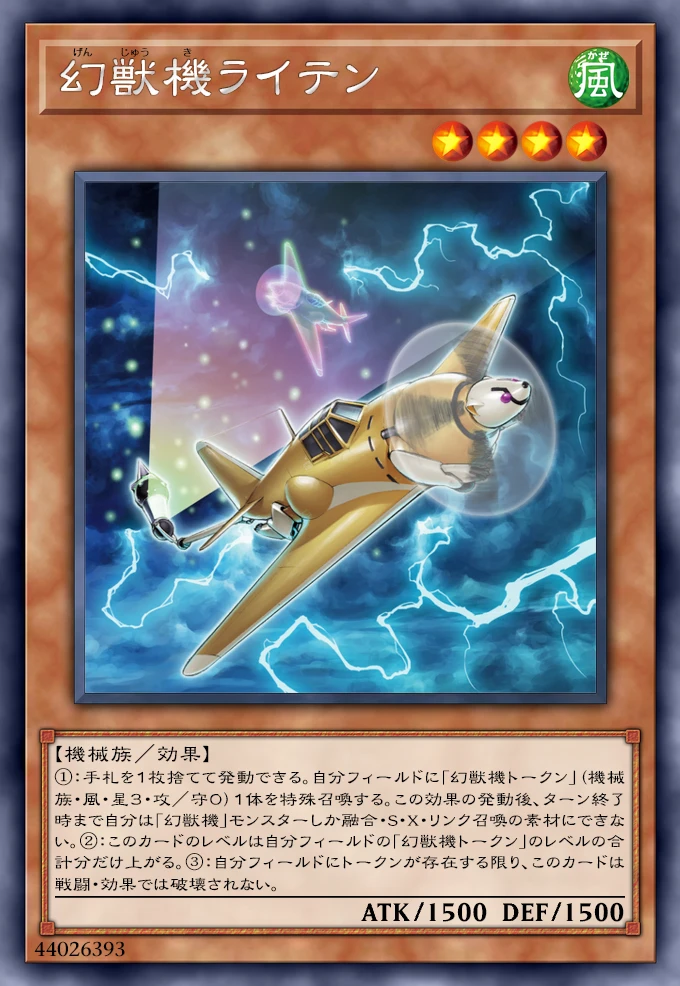 げんじゅうき
幻獣機ライテン
かぜ
風
【機械族／効果】
①：手札を１枚捨てて発動できる。自分フィールドに「幻獣機トークン」（機械
族・風・星３・攻／守０）１体を特殊召喚する。この効果の発動後、ターン終了
時まで自分は「幻獣機」モンスターしか融合・Ｓ・Ｘ・リンク召喚の素材にできな
い。②：このカードのレベルは自分フィールドの「幻獣機トークン」のレベルの合
計分だけ上がる。③：自分フィールドにトークンが存在する限り、このカードは
戦闘・効果では破壊されない。
ATK/1500 DEF/1500
44026393